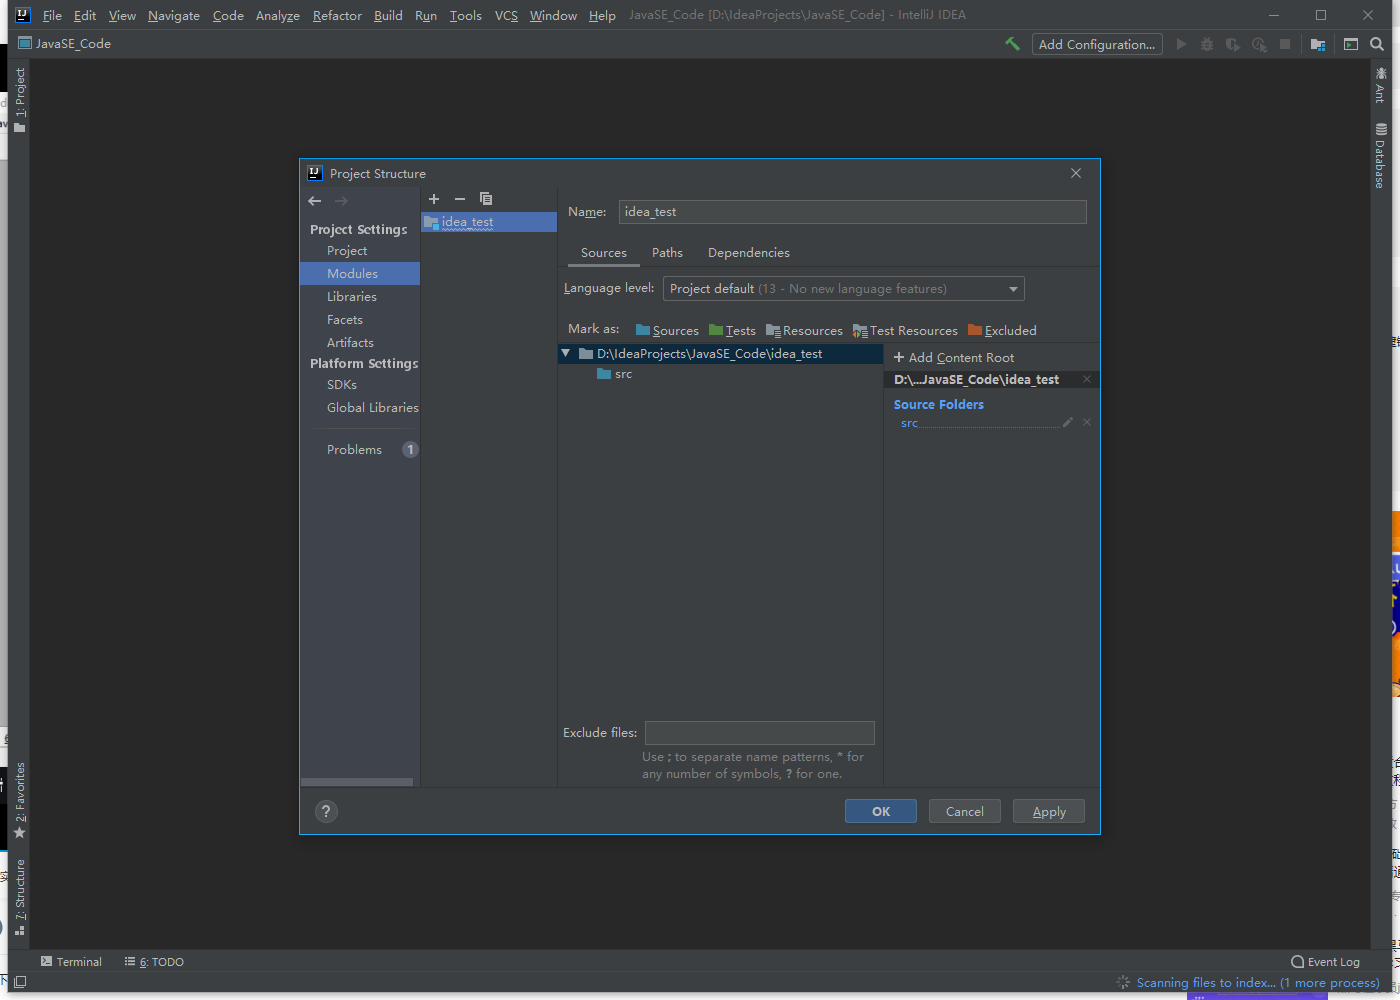 File Edit View Navigate Code Analyze Refactor Build Run Tools VCS Window Help JavaSE_Code [D:\IdeaProjects\JavaSE_Code] - IntelliJ IDEA
JavaSE_Code
Add Configuration...
1: Project
Ant
Database
Project Structure
Project Settings
Project
Modules
Libraries
Facets
Artifacts
Platform Settings
SDKs
Global Libraries
Problems 1
idea_test
Name: idea_test
Sources Paths Dependencies
Language level: Project default (13 - No new language features)
Mark as: Sources Tests Resources Test Resources Excluded
D:\IdeaProjects\JavaSE_Code\idea_test
src
+ Add Content Root
D:\...JavaSE_Code\idea_test
Source Folders
src
Exclude files:
Use ; to separate name patterns, * for
any number of symbols, ? for one.
?
OK Cancel Apply
2: Favorites
7: Structure
Terminal 6: TODO
Event Log
Scanning files to index... (1 more process)